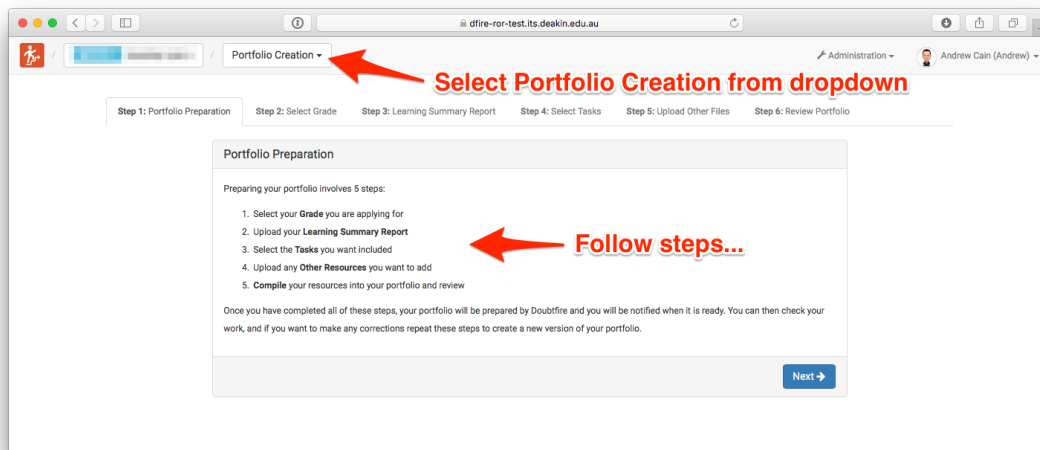 dfire-ror-test.its.deakin.edu.au
/ / Portfolio Creation Administration Andrew Cain (Andrew)
Select Portfolio Creation from dropdown
Step 1: Portfolio Preparation Step 2: Select Grade Step 3: Learning Summary Report Step 4: Select Tasks Step 5: Upload Other Files Step 6: Review Portfolio
Portfolio Preparation
Preparing your portfolio involves 5 steps:
1. Select your Grade you are applying for
2. Upload your Learning Summary Report
3. Select the Tasks you want included
Follow steps...
4. Upload any Other Resources you want to add
5. Compile your resources into your portfolio and review
Once you have completed all of these steps, your portfolio will be prepared by Doubtfire and you will be notified when it is ready. You can then check your
work, and if you want to make any corrections repeat these steps to create a new version of your portfolio.
Next